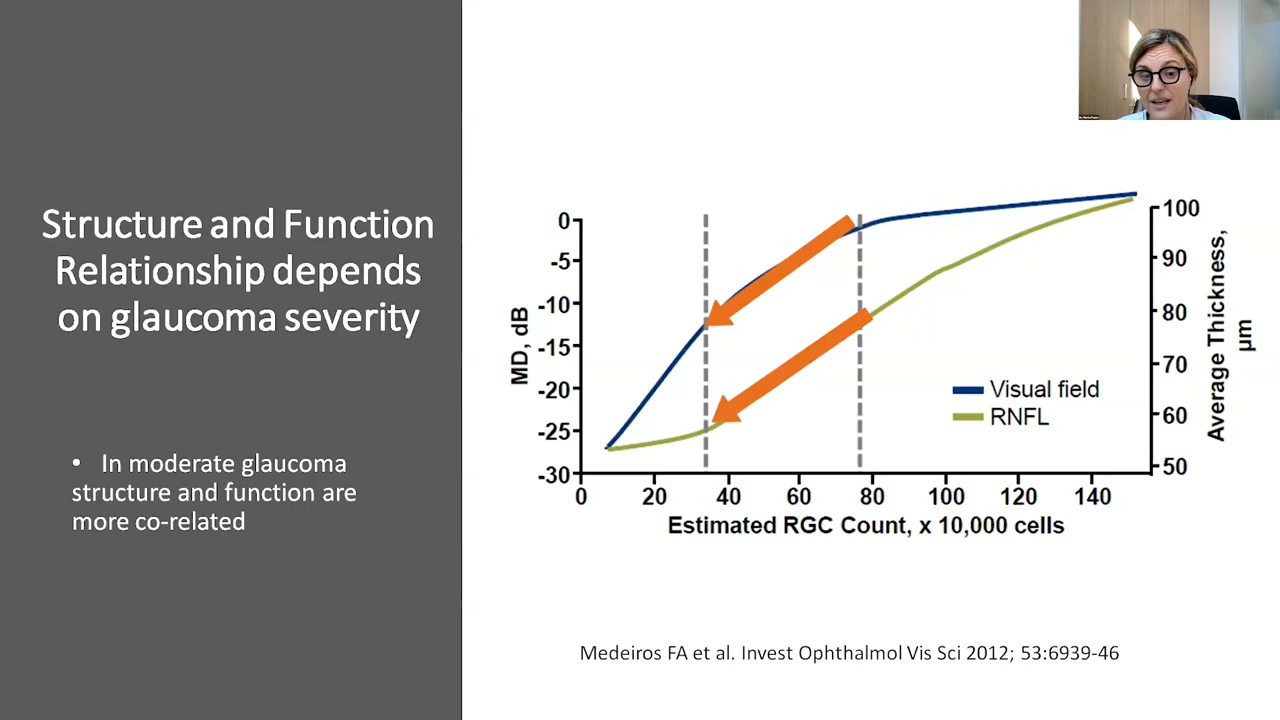 Structure and Function
Relationship depends
on glaucoma severity
• In moderate glaucoma
structure and function are
more co-related
0
-5
-10
-15
-20
-25
-30
MD, dB
0 20 40 60 80 100 120 140
Estimated RGC Count, x 10,000 cells
100
90
80
70
60
50
Average Thickness,
µm
Visual field
RNFL
Medeiros FA et al. Invest Ophthalmol Vis Sci 2012; 53:6939-46